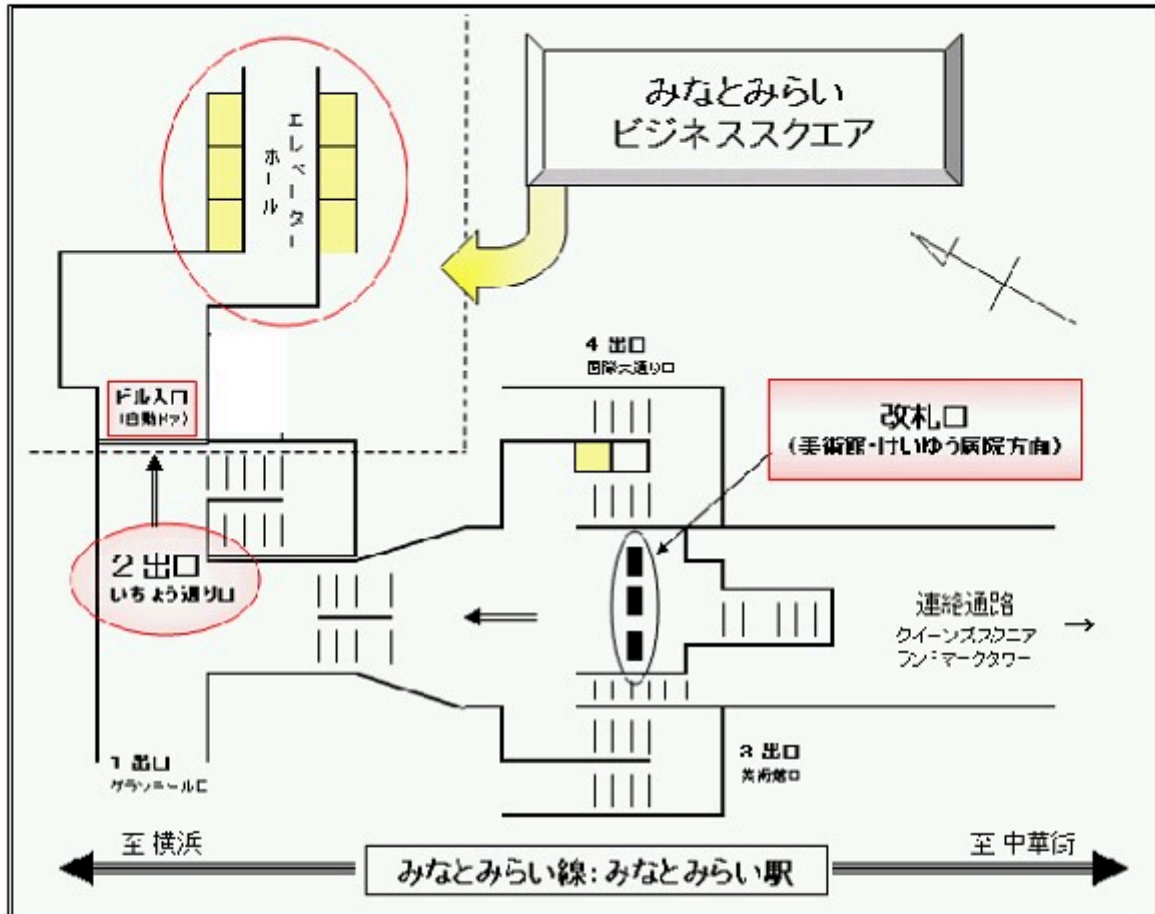 みなとみらい
ビジネススクエア
エレベーター
ホール
4 出口
国際大通り口
ビル入口
(自動ドア)
改札口
(美術館・けいゆう病院方向)
2 出口
いちょう通り口
連絡通路 →
クイーンズスクエア
ランドマークタワー
1 出口
グランモール口
3 出口
美術館口
至 横浜
至 中華街
みなとみらい線: みなとみらい駅